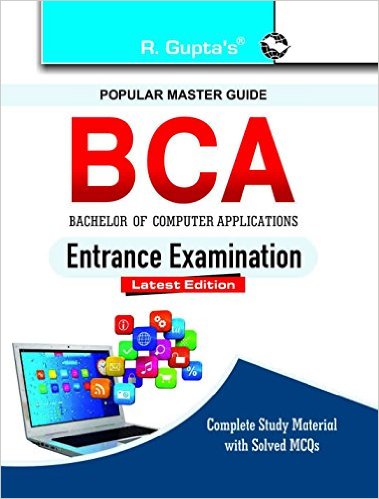 R. Gupta's®
POPULAR MASTER GUIDE
BCA
BACHELOR OF COMPUTER APPLICATIONS
Entrance Examination
Latest Edition
Complete Study Material
with Solved MCQs